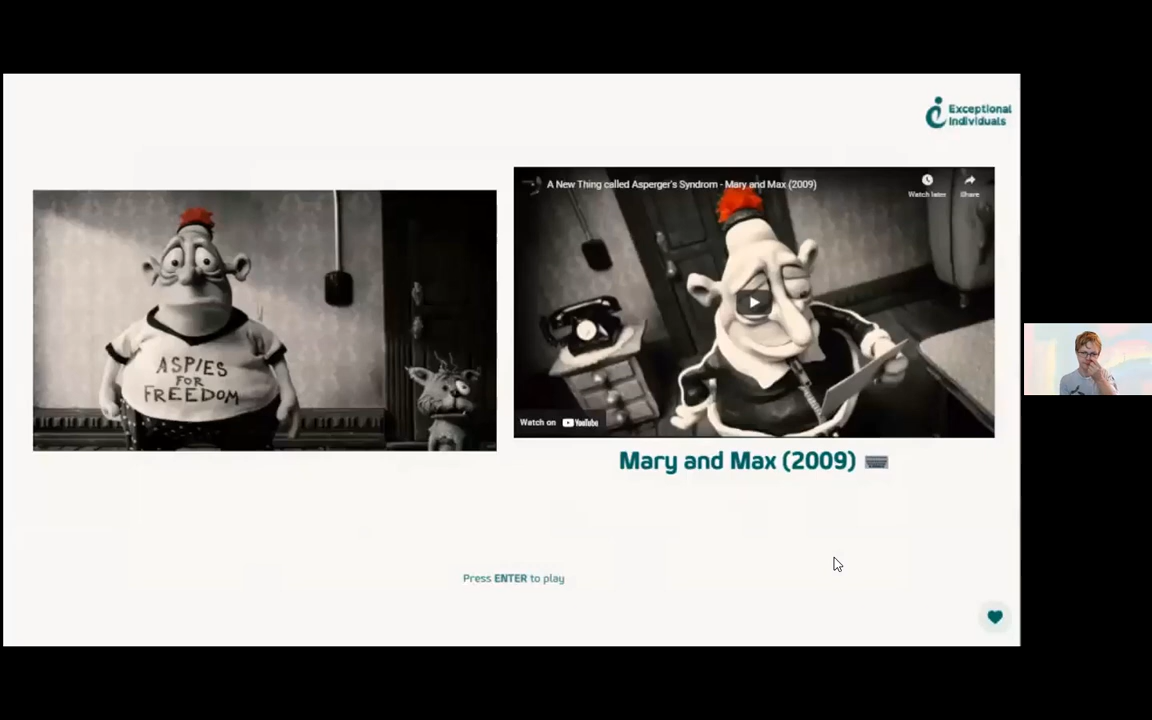 Exceptional
Individuals
A New Thing called Asperger's Syndrom - Mary and Max (2009)
Watch later
Share
ASPIES
FOR
FREEDOM
Watch on YouTube
Mary and Max (2009)
Press ENTER to play